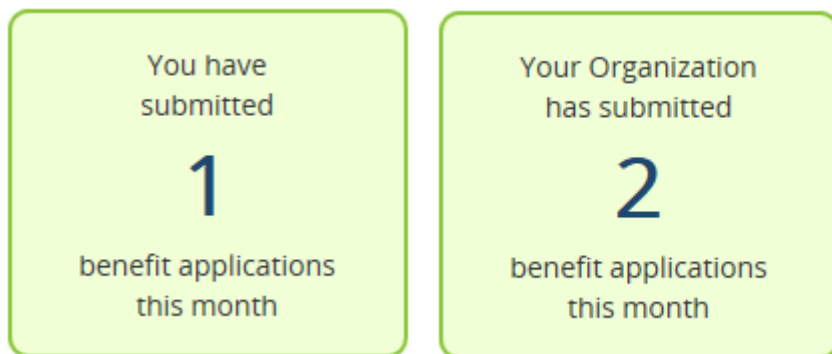 You have
submitted
1
benefit applications
this month
Your Organization
has submitted
2
benefit applications
this month